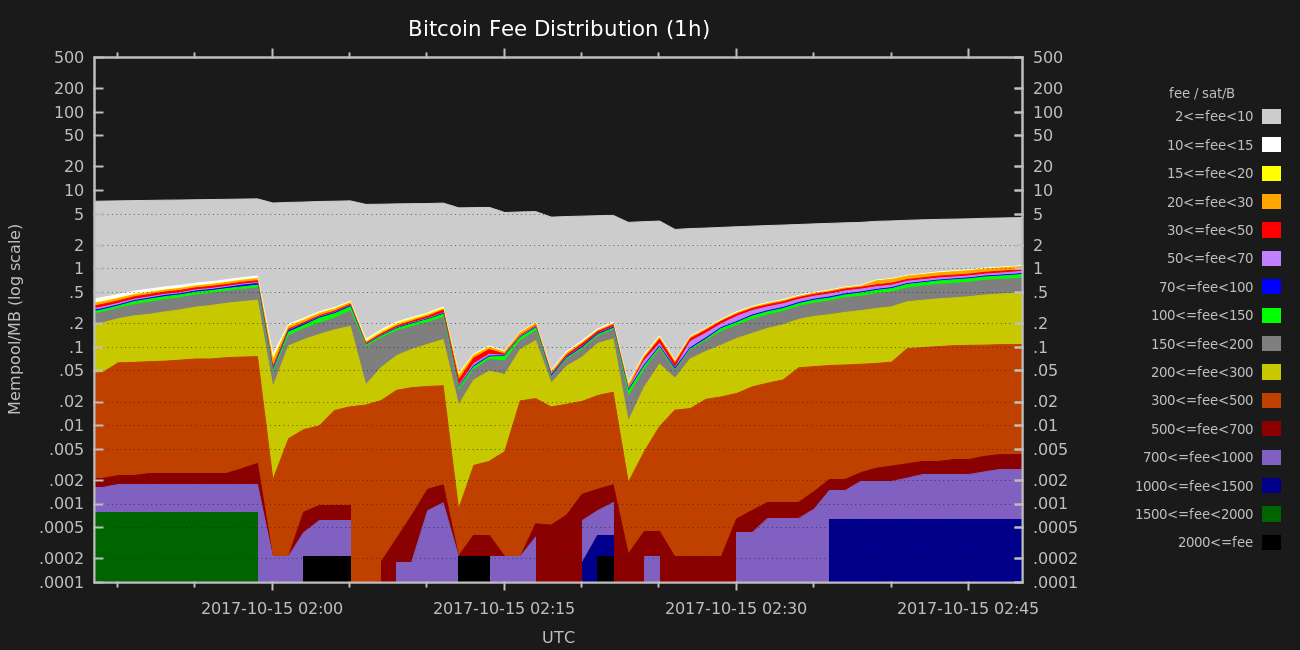 Bitcoin Fee Distribution (1h)
500
200
100
50
20
10
5
2
1
.5
.2
.1
.05
.02
.01
.005
.002
.001
.0005
.0002
.0001
Mempool/MB (log scale)
500
200
100
50
20
10
5
2
1
.5
.2
.1
.05
.02
.01
.005
.002
.001
.0005
.0002
.0001
2017-10-15 02:00
2017-10-15 02:15
2017-10-15 02:30
2017-10-15 02:45
UTC
fee / sat/B
2<=fee<10
10<=fee<15
15<=fee<20
20<=fee<30
30<=fee<50
50<=fee<70
70<=fee<100
100<=fee<150
150<=fee<200
200<=fee<300
300<=fee<500
500<=fee<700
700<=fee<1000
1000<=fee<1500
1500<=fee<2000
2000<=fee